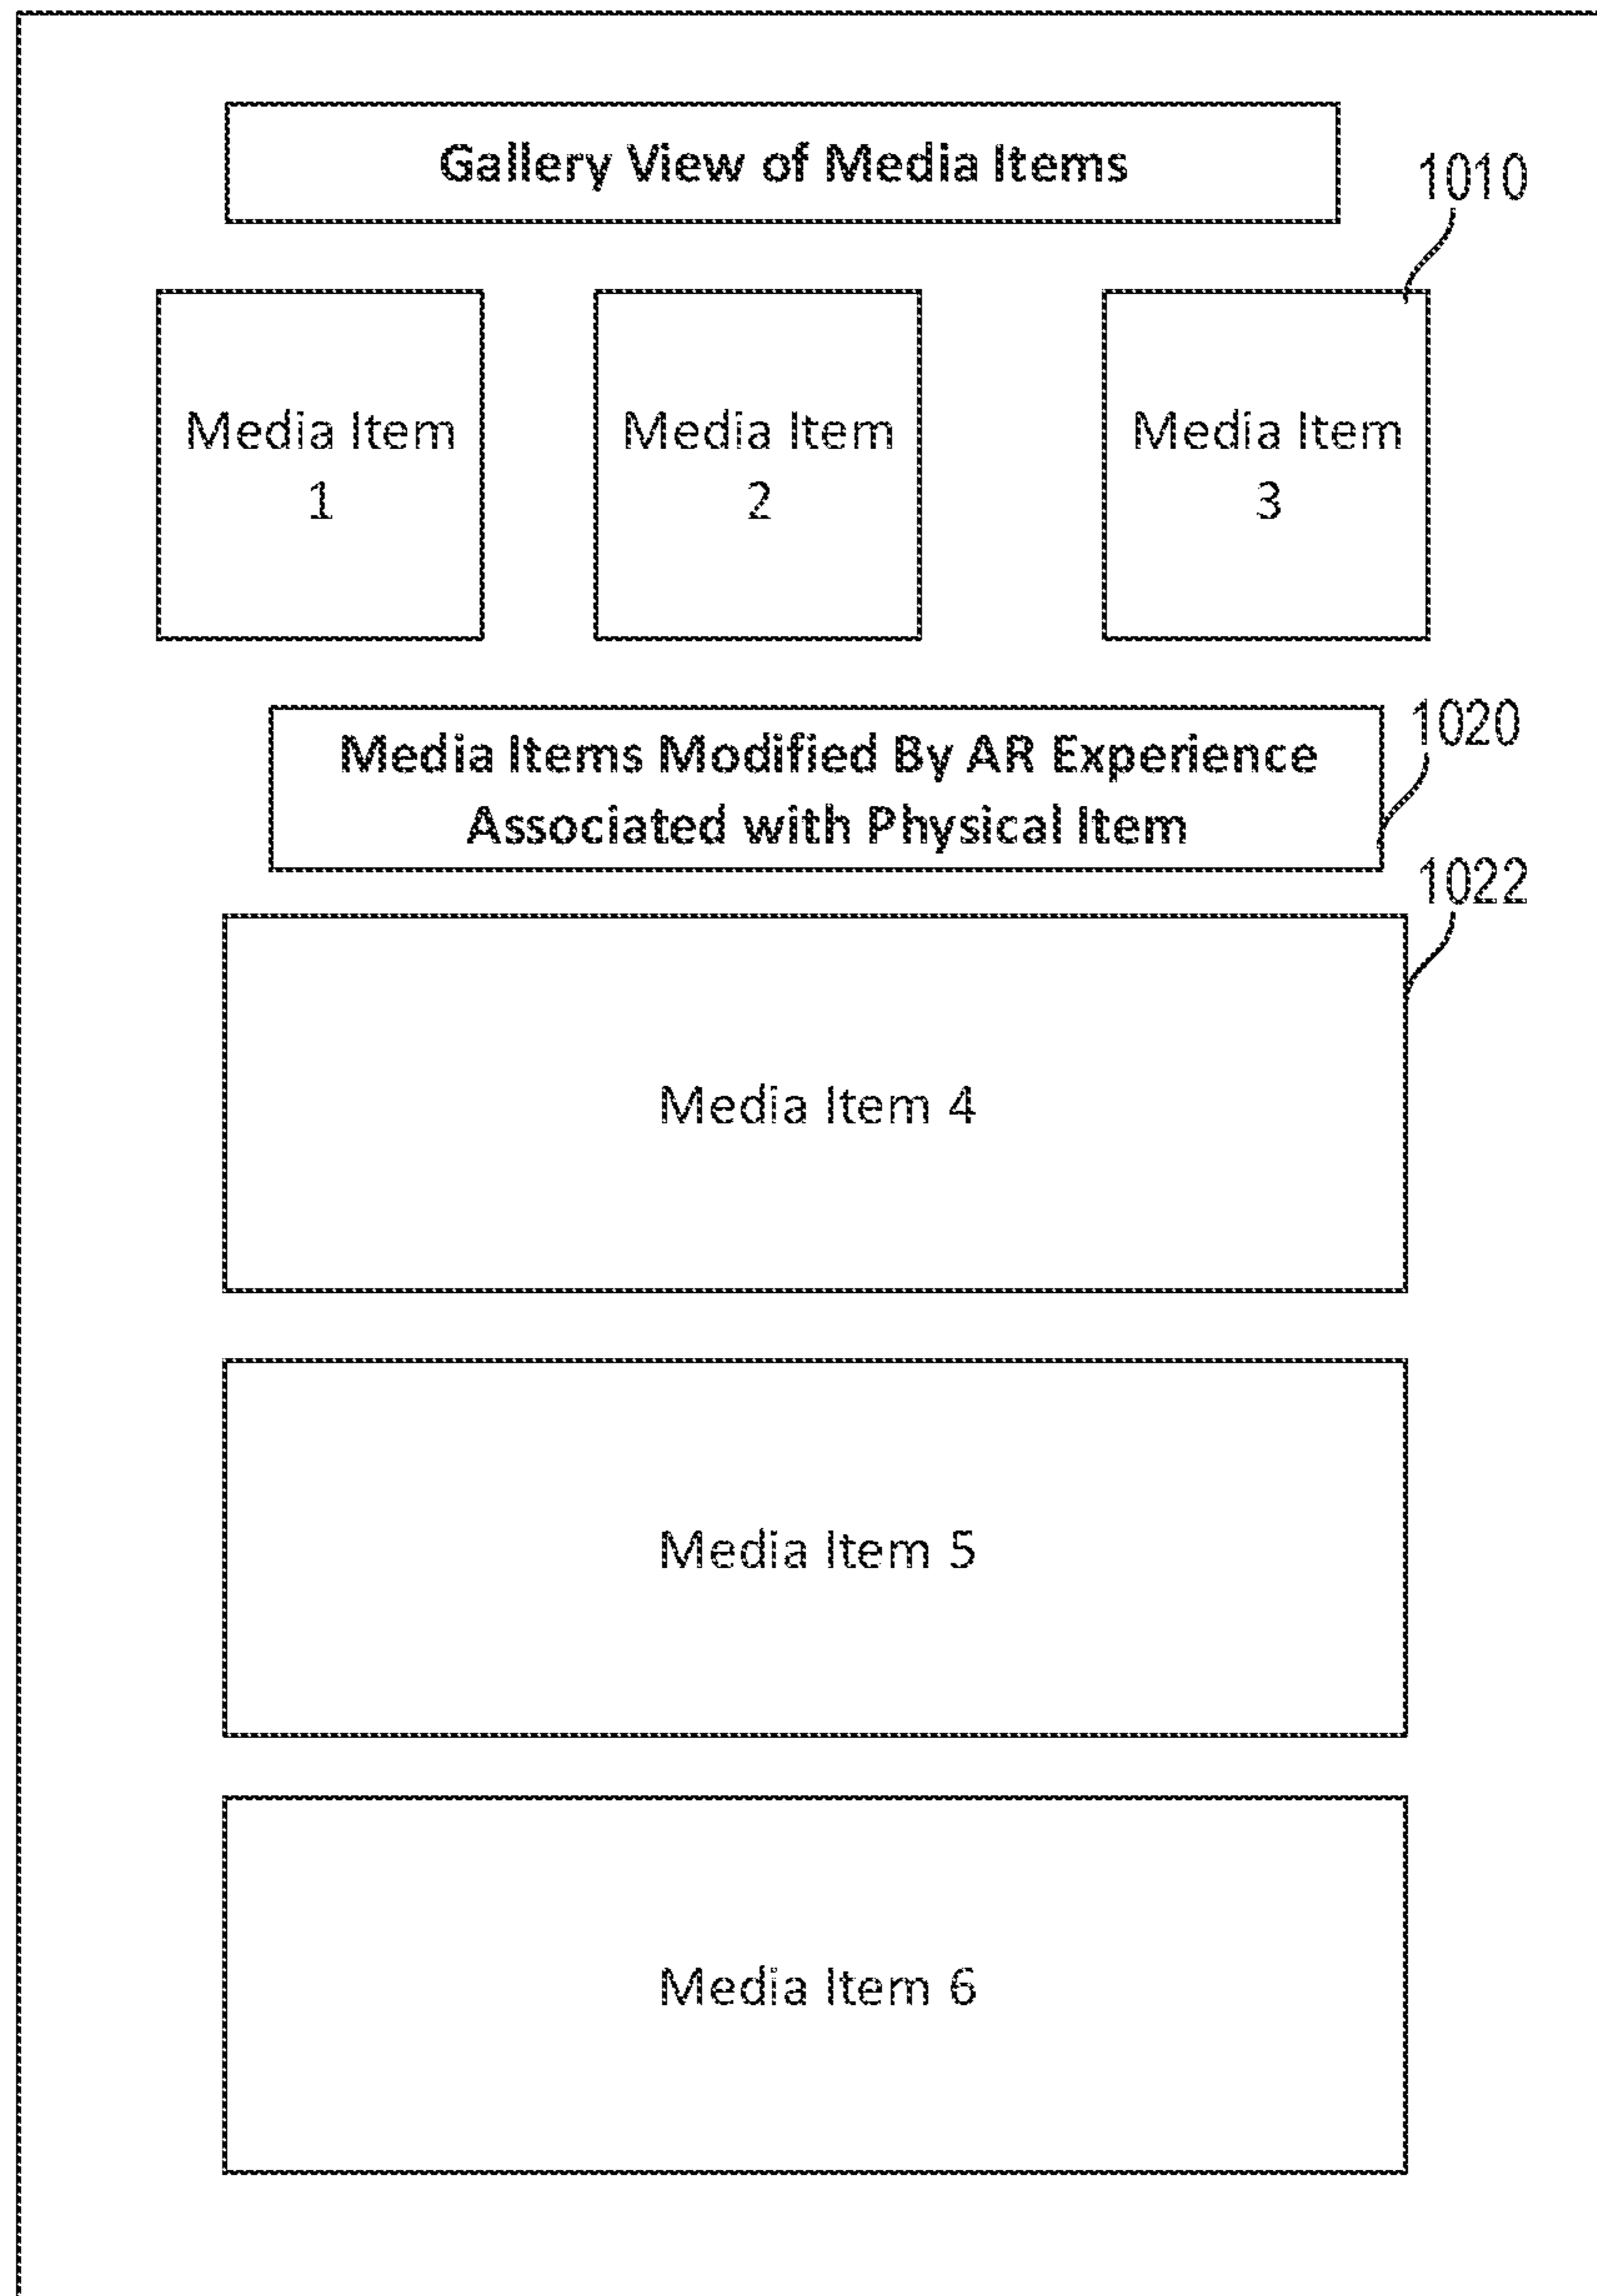 Gallery View of Media Items
1010
Media Item
1
Media Item
2
Media Item
3
1020
Media Items Modified By AR Experience
Associated with Physical Item
1022
Media Item 4
Media Item 5
Media Item 6